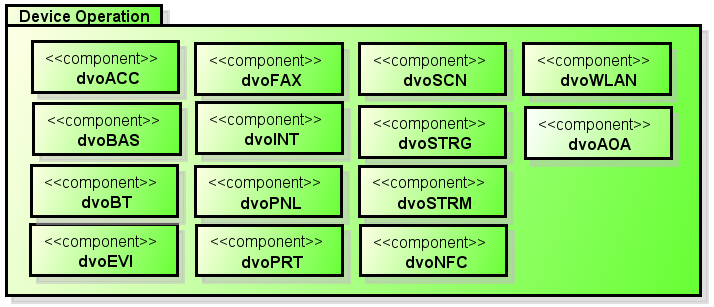 Device Operation
<<component>>
dvoACC
<<component>>
dvoFAX
<<component>>
dvoSCN
<<component>>
dvoWLAN
<<component>>
dvoBAS
<<component>>
dvoINT
<<component>>
dvoSTRG
<<component>>
dvoAOA
<<component>>
dvoBT
<<component>>
dvoPNL
<<component>>
dvoSTRM
<<component>>
dvoEVI
<<component>>
dvoPRT
<<component>>
dvoNFC